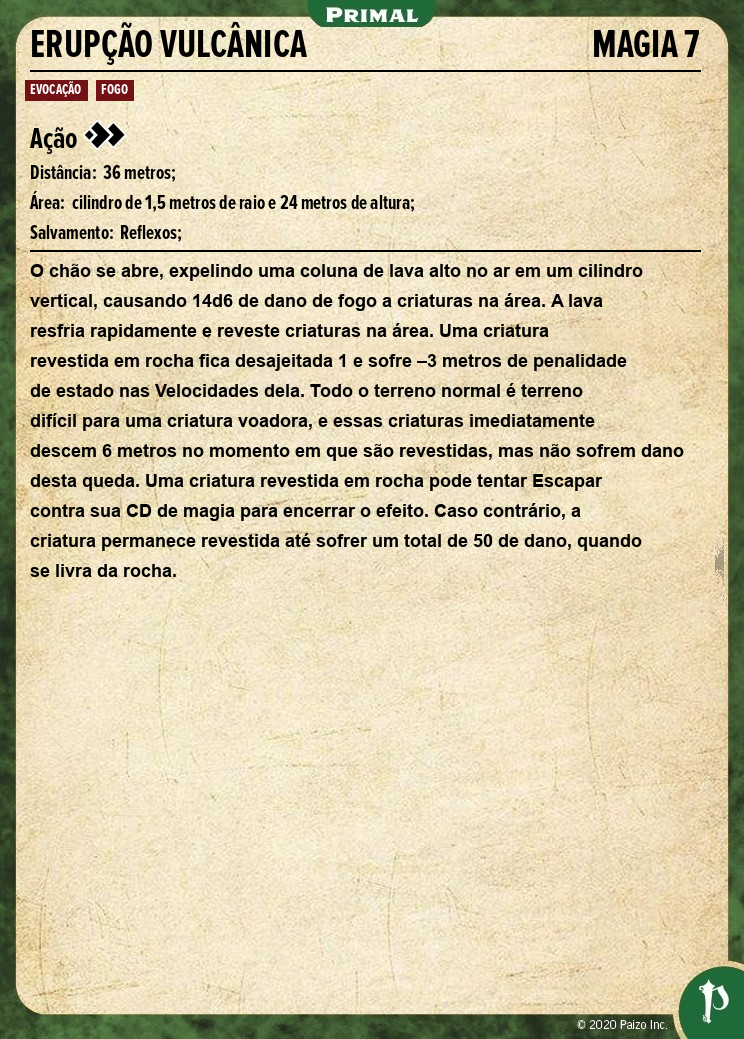 PRIMAL
ERUPÇÃO VULCÂNICA MAGIA 7
EVOCAÇÃO FOGO
Ação
Distância: 36 metros;
Área: cilindro de 1,5 metros de raio e 24 metros de altura;
Salvamento: Reflexos;
O chão se abre, expelindo uma coluna de lava alto no ar em um cilindro
vertical, causando 14d6 de dano de fogo a criaturas na área. A lava
resfria rapidamente e reveste criaturas na área. Uma criatura
revestida em rocha fica desajeitada 1 e sofre –3 metros de penalidade
de estado nas Velocidades dela. Todo o terreno normal é terreno
difícil para uma criatura voadora, e essas criaturas imediatamente
descem 6 metros no momento em que são revestidas, mas não sofrem dano
desta queda. Uma criatura revestida em rocha pode tentar Escapar
contra sua CD de magia para encerrar o efeito. Caso contrário, a
criatura permanece revestida até sofrer um total de 50 de dano, quando
se livra da rocha.
© 2020 Paizo Inc.